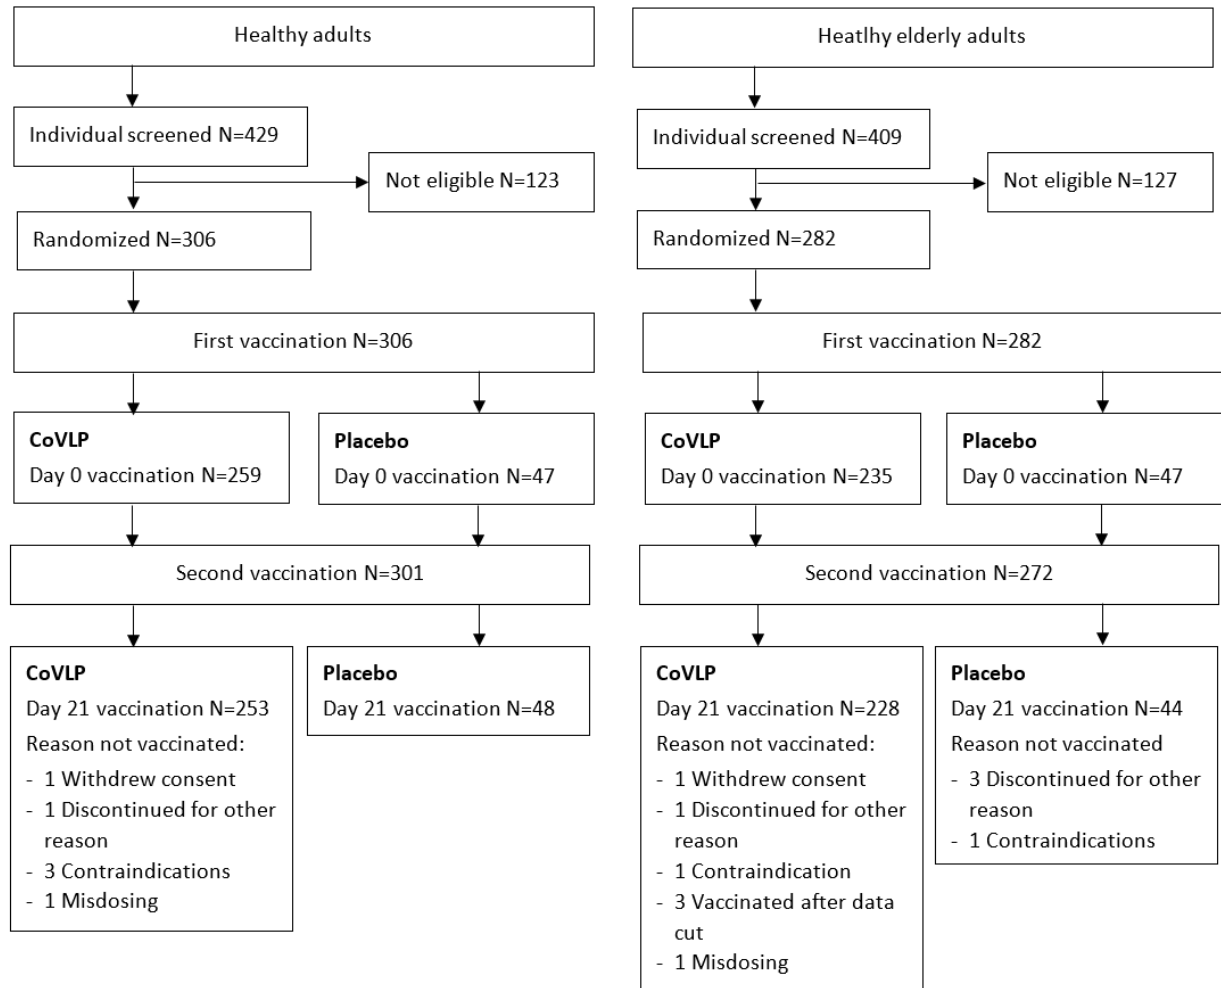 Healthy adults
Individual screened N=429
Not eligible N=123
Randomized N=306
First vaccination N=306
CoVLP
Day 0 vaccination N=259
Placebo
Day 0 vaccination N=47
Second vaccination N=301
CoVLP
Day 21 vaccination N=253
Reason not vaccinated:
- 1 Withdrew consent
- 1 Discontinued for other
reason
- 3 Contraindications
- 1 Misdosing
Placebo
Day 21 vaccination N=48
Heatlhy elderly adults
Individual screened N=409
Not eligible N=127
Randomized N=282
First vaccination N=282
CoVLP
Day 0 vaccination N=235
Placebo
Day 0 vaccination N=47
Second vaccination N=272
CoVLP
Day 21 vaccination N=228
Reason not vaccinated:
- 1 Withdrew consent
- 1 Discontinued for other
reason
- 1 Contraindication
- 3 Vaccinated after data
cut
- 1 Misdosing
Placebo
Day 21 vaccination N=44
Reason not vaccinated
- 3 Discontinued for other
reason
- 1 Contraindications